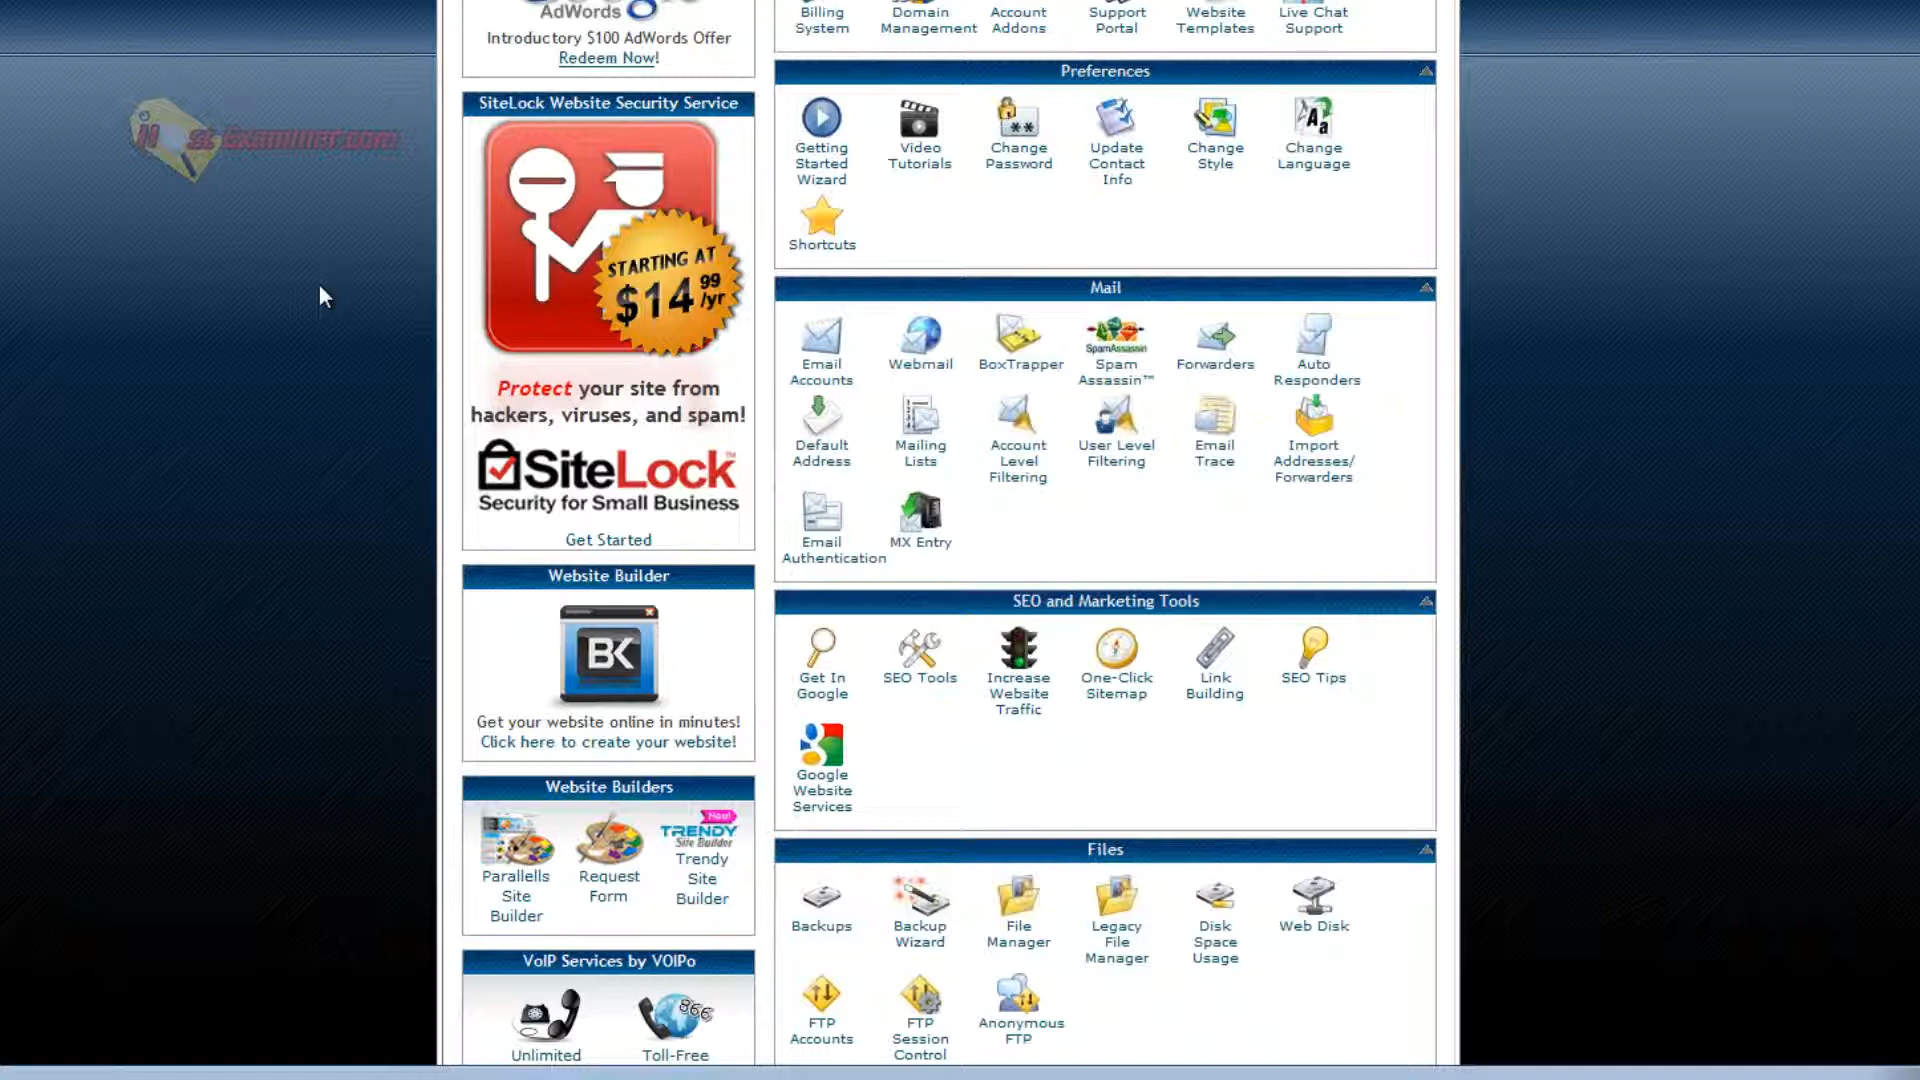 AdWords
Introductory $100 AdWords Offer
Redeem Now!
SiteLock Website Security Service
STARTING AT
$14 99 /yr
Protect your site from
hackers, viruses, and spam!
SiteLock™
Security for Small Business
Get Started
Website Builder
BK
Get your website online in minutes!
Click here to create your website!
Website Builders
New!
TRENDY
Site Builder
Parallells
Site
Builder
Request
Form
Trendy
Site
Builder
VoIP Services by VOIPo
866
Unlimited
Toll-Free
Billing
System
Domain
Management
Account
Addons
Support
Portal
Website
Templates
Live Chat
Support
Preferences
Getting
Started
Wizard
Video
Tutorials
**
Change
Password
Update
Contact
Info
Change
Style
Aa
Change
Language
Shortcuts
Mail
Email
Accounts
Webmail
BoxTrapper
SpamAssassin
Spam
Assassin™
Forwarders
Auto
Responders
Default
Address
Mailing
Lists
Account
Level
Filtering
User Level
Filtering
Email
Trace
Import
Addresses/
Forwarders
Email
Authentication
MX Entry
SEO and Marketing Tools
Get In
Google
SEO Tools
Increase
Website
Traffic
One-Click
Sitemap
Link
Building
SEO Tips
Google
Website
Services
Files
Backups
Backup
Wizard
File
Manager
Legacy
File
Manager
Disk
Space
Usage
Web Disk
FTP
Accounts
FTP
Session
Control
Anonymous
FTP
Host Examiner.com